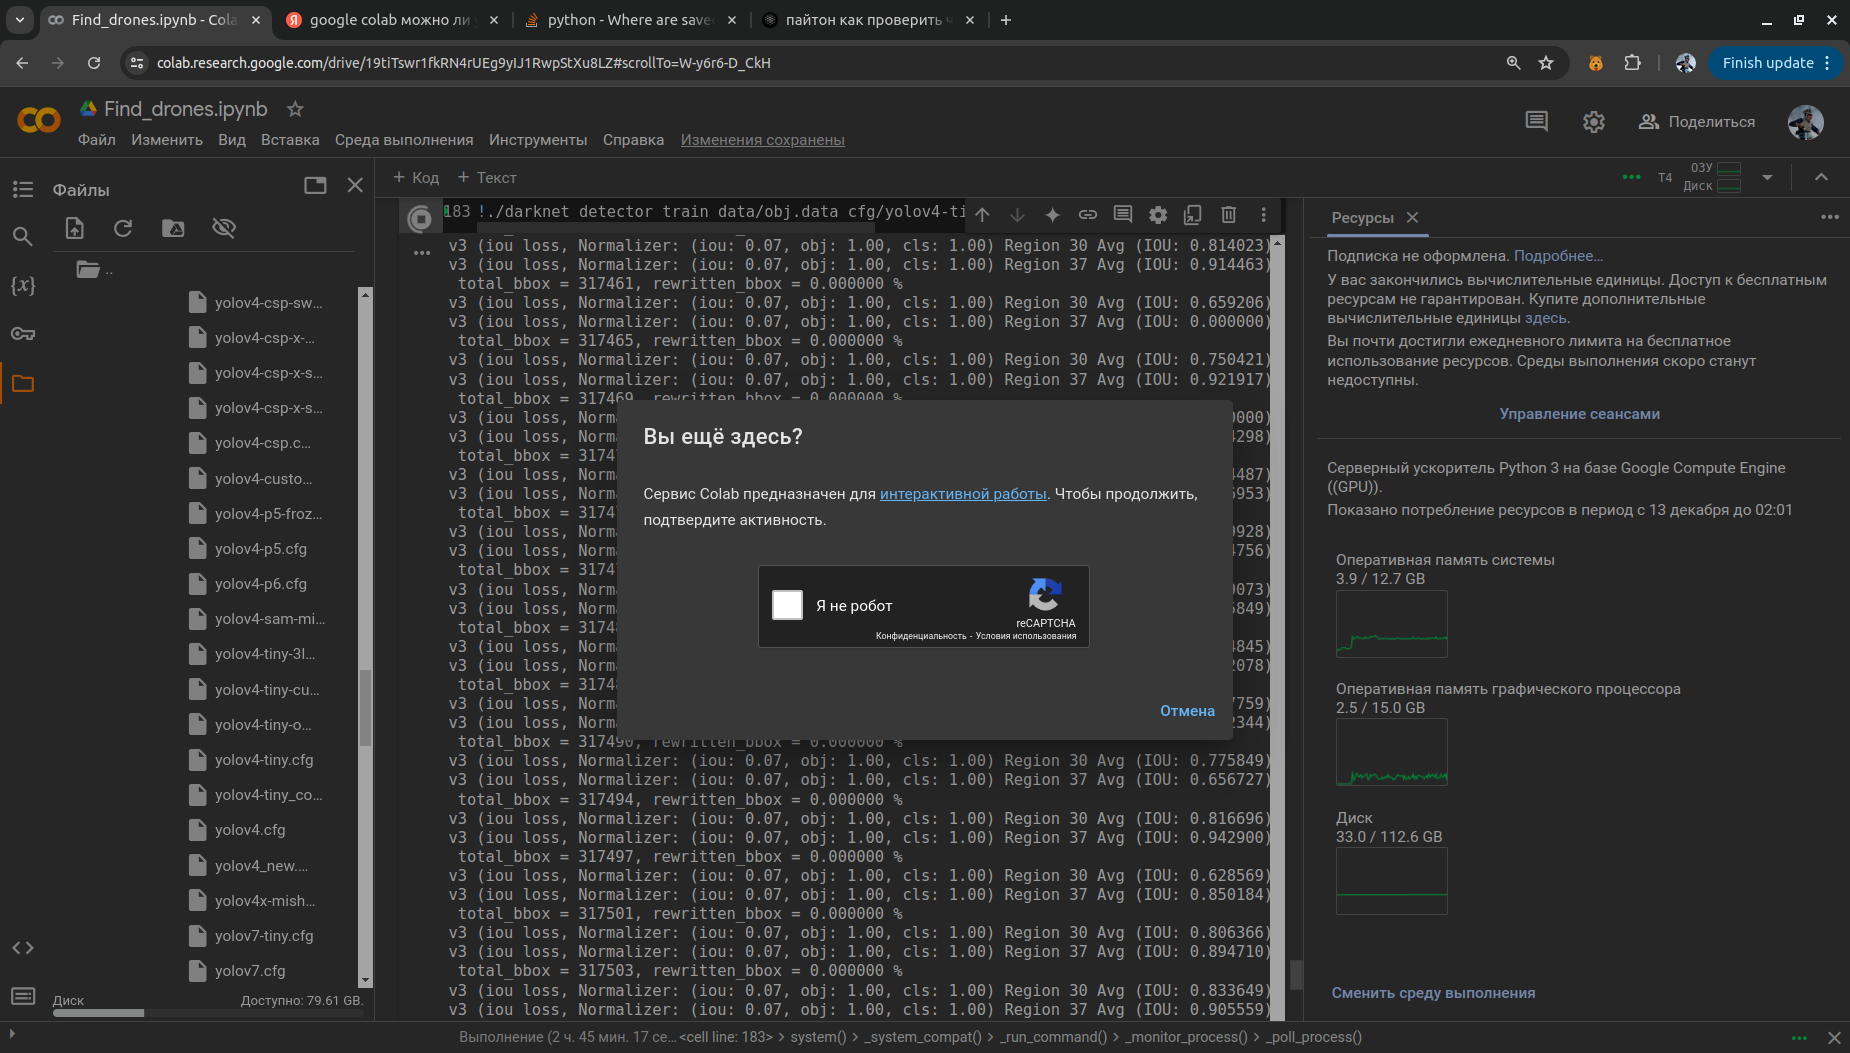 Find_drones.ipynb - Cola
google colab можно ли
python - Where are save
пайтон как проверить ч
colab.research.google.com/drive/19tiTswr1fkRN4rUEg9yIJ1RwpStXu8LZ#scrollTo=W-y6r6-D_CkH
Finish update
Find_drones.ipynb
Файл Изменить Вид Вставка Среда выполнения Инструменты Справка Изменения сохранены
Поделиться
Файлы
+ Код + Текст
T4
ОЗУ
Диск
..
yolov4-csp-sw...
yolov4-csp-x-...
yolov4-csp-x-s...
yolov4-csp-x-s...
yolov4-csp.c...
yolov4-custo...
yolov4-p5-froz...
yolov4-p5.cfg
yolov4-p6.cfg
yolov4-sam-mi...
yolov4-tiny-3l...
yolov4-tiny-cu...
yolov4-tiny-o...
yolov4-tiny.cfg
yolov4-tiny_co...
yolov4.cfg
yolov4_new....
yolov4x-mish...
yolov7-tiny.cfg
yolov7.cfg
Диск Доступно: 79.61 GB.
183 !./darknet detector train data/obj.data cfg/yolov4-ti
v3 (iou loss, Normalizer: (iou: 0.07, obj: 1.00, cls: 1.00) Region 30 Avg (IOU: 0.814023)
v3 (iou loss, Normalizer: (iou: 0.07, obj: 1.00, cls: 1.00) Region 37 Avg (IOU: 0.914463)
total_bbox = 317461, rewritten_bbox = 0.000000 %
v3 (iou loss, Normalizer: (iou: 0.07, obj: 1.00, cls: 1.00) Region 30 Avg (IOU: 0.659206)
v3 (iou loss, Normalizer: (iou: 0.07, obj: 1.00, cls: 1.00) Region 37 Avg (IOU: 0.000000)
total_bbox = 317465, rewritten_bbox = 0.000000 %
v3 (iou loss, Normalizer: (iou: 0.07, obj: 1.00, cls: 1.00) Region 30 Avg (IOU: 0.750421)
v3 (iou loss, Normalizer: (iou: 0.07, obj: 1.00, cls: 1.00) Region 37 Avg (IOU: 0.921917)
total_bbox = 317469, rewritten_bbox = 0.000000 %
v3 (iou loss, Norm 0000)
v3 (iou loss, Norm 4298)
total_bbox = 3174
v3 (iou loss, Norm 4487)
v3 (iou loss, Norm 5953)
total_bbox = 3174
v3 (iou loss, Norm 0928)
v3 (iou loss, Norm 4756)
total_bbox = 3174
v3 (iou loss, Norm 0073)
v3 (iou loss, Norm 5849)
total_bbox = 3174
v3 (iou loss, Norm 4845)
v3 (iou loss, Norm 2078)
total_bbox = 3174
v3 (iou loss, Norm 7759)
v3 (iou loss, Norm 2344)
total_bbox = 317490, rewritten_bbox = 0.000000 %
v3 (iou loss, Normalizer: (iou: 0.07, obj: 1.00, cls: 1.00) Region 30 Avg (IOU: 0.775849)
v3 (iou loss, Normalizer: (iou: 0.07, obj: 1.00, cls: 1.00) Region 37 Avg (IOU: 0.656727)
total_bbox = 317494, rewritten_bbox = 0.000000 %
v3 (iou loss, Normalizer: (iou: 0.07, obj: 1.00, cls: 1.00) Region 30 Avg (IOU: 0.816696)
v3 (iou loss, Normalizer: (iou: 0.07, obj: 1.00, cls: 1.00) Region 37 Avg (IOU: 0.942900)
total_bbox = 317497, rewritten_bbox = 0.000000 %
v3 (iou loss, Normalizer: (iou: 0.07, obj: 1.00, cls: 1.00) Region 30 Avg (IOU: 0.628569)
v3 (iou loss, Normalizer: (iou: 0.07, obj: 1.00, cls: 1.00) Region 37 Avg (IOU: 0.850184)
total_bbox = 317501, rewritten_bbox = 0.000000 %
v3 (iou loss, Normalizer: (iou: 0.07, obj: 1.00, cls: 1.00) Region 30 Avg (IOU: 0.806366)
v3 (iou loss, Normalizer: (iou: 0.07, obj: 1.00, cls: 1.00) Region 37 Avg (IOU: 0.894710)
total_bbox = 317503, rewritten_bbox = 0.000000 %
v3 (iou loss, Normalizer: (iou: 0.07, obj: 1.00, cls: 1.00) Region 30 Avg (IOU: 0.833649)
v3 (iou loss, Normalizer: (iou: 0.07, obj: 1.00, cls: 1.00) Region 37 Avg (IOU: 0.905559)
Вы ещё здесь?
Сервис Colab предназначен для интерактивной работы. Чтобы продолжить,
подтвердите активность.
Я не робот
reCAPTCHA
Конфиденциальность - Условия использования
Отмена
Ресурсы
Подписка не оформлена. Подробнее...
У вас закончились вычислительные единицы. Доступ к бесплатным
ресурсам не гарантирован. Купите дополнительные
вычислительные единицы здесь.
Вы почти достигли ежедневного лимита на бесплатное
использование ресурсов. Среды выполнения скоро станут
недоступны.
Управление сеансами
Серверный ускоритель Python 3 на базе Google Compute Engine
((GPU)).
Показано потребление ресурсов в период с 13 декабря до 02:01
Оперативная память системы
3.9 / 12.7 GB
Оперативная память графического процессора
2.5 / 15.0 GB
Диск
33.0 / 112.6 GB
Сменить среду выполнения
Выполнение (2 ч. 45 мин. 17 се... <cell line: 183> > system() > _system_compat() > _run_command() > _monitor_process() > _poll_process()